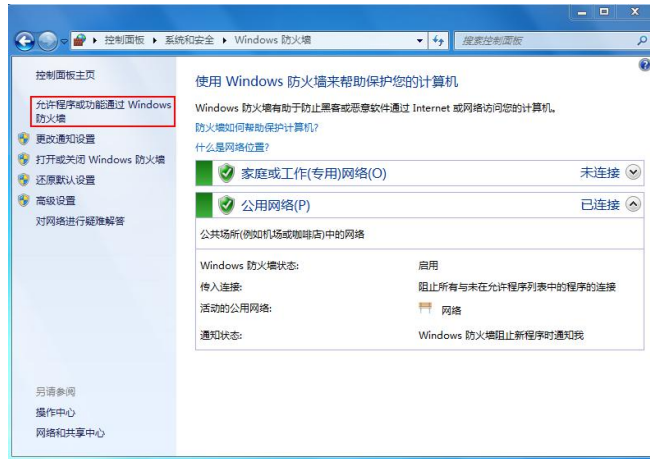 控制面板 ▸ 系统和安全 ▸ Windows 防火墙
搜索控制面板
控制面板主页
允许程序或功能通过 Windows
防火墙
更改通知设置
打开或关闭 Windows 防火墙
还原默认设置
高级设置
对网络进行疑难解答
另请参阅
操作中心
网络和共享中心
使用 Windows 防火墙来帮助保护您的计算机
Windows 防火墙有助于防止黑客或恶意软件通过 Internet 或网络访问您的计算机。
防火墙如何帮助保护计算机?
什么是网络位置?
家庭或工作(专用)网络(O) 未连接
公用网络(P) 已连接
公共场所(例如机场或咖啡店)中的网络
Windows 防火墙状态: 启用
传入连接: 阻止所有与未在允许程序列表中的程序的连接
活动的公用网络: 网络
通知状态: Windows 防火墙阻止新程序时通知我